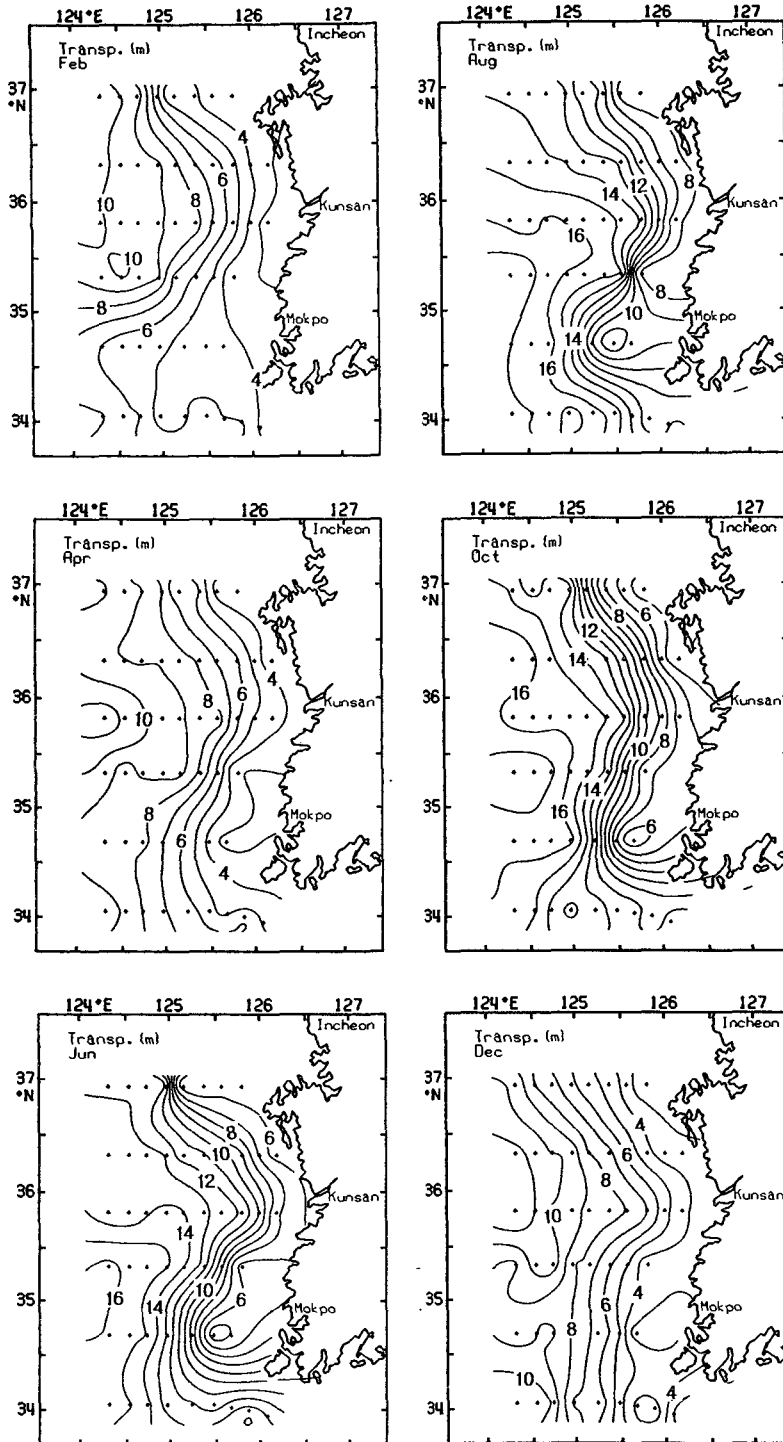 124°E 125 126 127
Incheon
Transp. (m)
Feb
37
°N
4
6
8
10
36
Kunsan
10
35
8
6
Mokpo
4
34
124°E 125 126 127
Incheon
Transp. (m)
Aug
37
°N
14 12 8
36
Kunsan
16
8
35
10
Mokpo
14
16
34
124°E 125 126 127
Incheon
Transp. (m)
Apr
37
°N
4
8 6
36
Kunsan
10
35
8
Mokpo
6
4
34
124°E 125 126 127
Incheon
Transp. (m)
Oct
37
°N
12 8 6
14
16
36
Kunsan
10 8
35
14
16
Mokpo
6
34
124°E 125 126 127
Incheon
Transp. (m)
Jun
37
°N
8 6
10
12
36
Kunsan
14
35
16 14 10 6
Mokpo
34
124°E 125 126 127
Incheon
Transp. (m)
Dec
37
°N
4
6
8
36
Kunsan
10
35
6 4
Mokpo
8
10
4
34